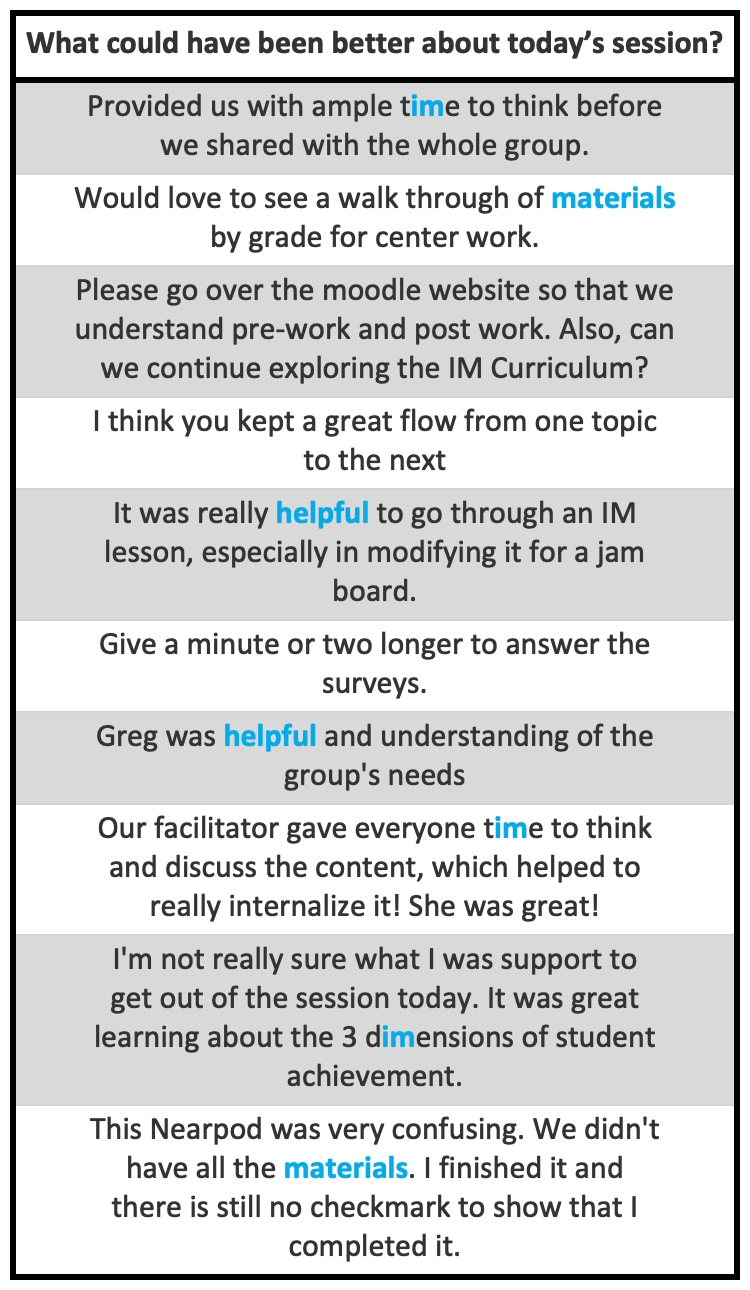 What could have been better about today’s session?
Provided us with ample time to think before
we shared with the whole group.
Would love to see a walk through of materials
by grade for center work.
Please go over the moodle website so that we
understand pre-work and post work. Also, can
we continue exploring the IM Curriculum?
I think you kept a great flow from one topic
to the next
It was really helpful to go through an IM
lesson, especially in modifying it for a jam
board.
Give a minute or two longer to answer the
surveys.
Greg was helpful and understanding of the
group's needs
Our facilitator gave everyone time to think
and discuss the content, which helped to
really internalize it! She was great!
I'm not really sure what I was support to
get out of the session today. It was great
learning about the 3 dimensions of student
achievement.
This Nearpod was very confusing. We didn't
have all the materials. I finished it and
there is still no checkmark to show that I
completed it.